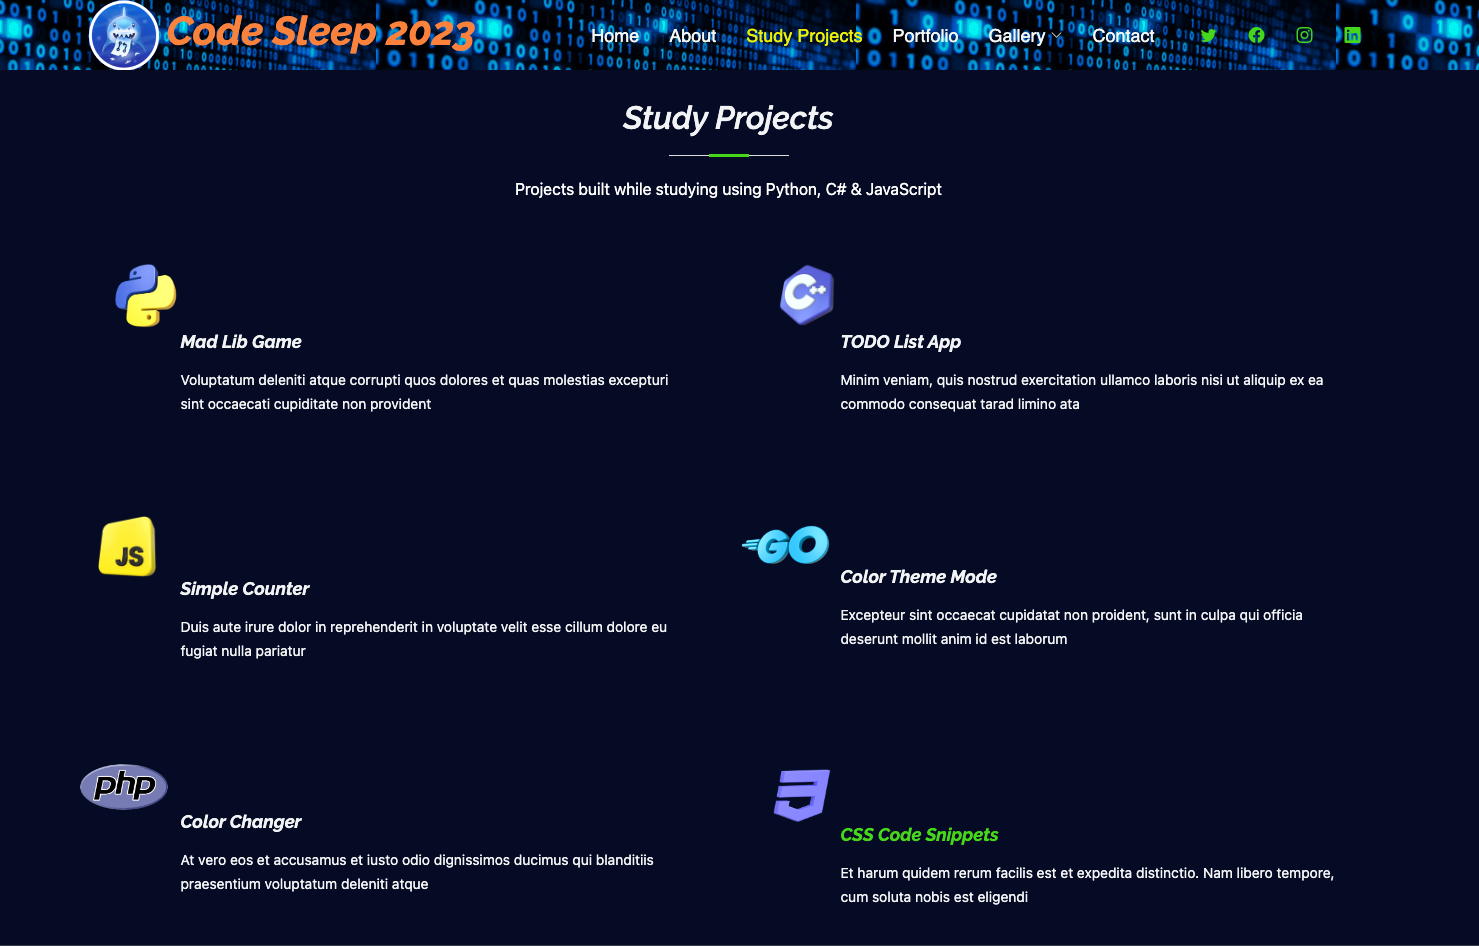 Code Sleep 2023
Home About Study Projects Portfolio Gallery Contact
Study Projects
Projects built while studying using Python, C# & JavaScript
C++
Mad Lib Game
TODO List App
Voluptatum deleniti atque corrupti quos dolores et quas molestias excepturi
sint occaecati cupiditate non provident
Minim veniam, quis nostrud exercitation ullamco laboris nisi ut aliquip ex ea
commodo consequat tarad limino ata
JS
GO
Simple Counter
Duis aute irure dolor in reprehenderit in voluptate velit esse cillum dolore eu
fugiat nulla pariatur
Color Theme Mode
Excepteur sint occaecat cupidatat non proident, sunt in culpa qui officia
deserunt mollit anim id est laborum
php
Color Changer
At vero eos et accusamus et iusto odio dignissimos ducimus qui blanditiis
praesentium voluptatum deleniti atque
CSS Code Snippets
Et harum quidem rerum facilis est et expedita distinctio. Nam libero tempore,
cum soluta nobis est eligendi